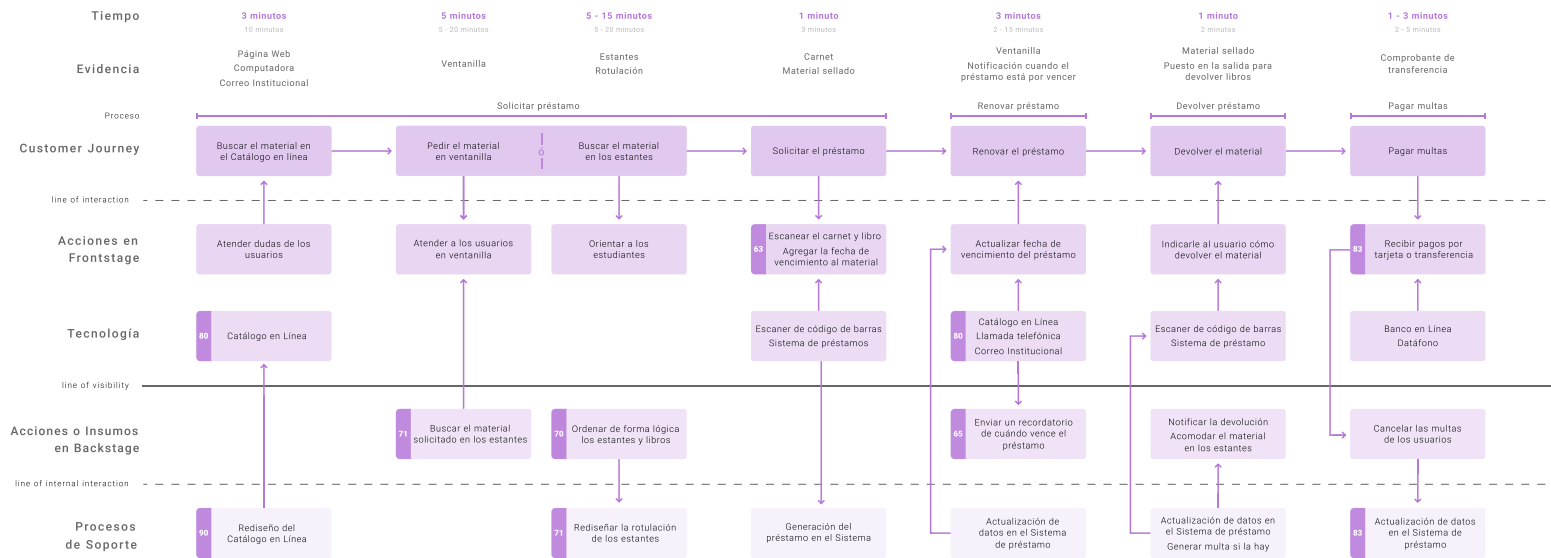 Tiempo
3 minutos
10 minutos
5 minutos
5 - 20 minutos
5 - 15 minutos
5 - 20 minutos
1 minuto
3 minutos
3 minutos
2 - 15 minutos
1 minuto
2 minutos
1 - 3 minutos
2 - 5 minutos
Evidencia
Página Web
Computadora
Correo Institucional
Ventanilla
Estantes
Rotulación
Carnet
Material sellado
Ventanilla
Notificación cuando el
préstamo está por vencer
Material sellado
Puesto en la salida para
devolver libros
Comprobante de
transferencia
Proceso
Solicitar préstamo
Renovar préstamo
Devolver préstamo
Pagar multas
Customer Journey
Buscar el material en
el Catálogo en línea
Pedir el material
en ventanilla
ó
Buscar el material
en los estantes
Solicitar el préstamo
Renovar el préstamo
Devolver el material
Pagar multas
line of interaction
Acciones en
Frontstage
Atender dudas de los
usuarios
Atender a los usuarios
en ventanilla
Orientar a los
estudiantes
63
Escanear el carnet y libro
Agregar la fecha de
vencimiento al material
Actualizar fecha de
vencimiento del préstamo
Indicarle al usuario cómo
devolver el material
83
Recibir pagos por
tarjeta o transferencia
Tecnología
80
Catálogo en Línea
Escaner de código de barras
Sistema de préstamos
80
Catálogo en Línea
Llamada telefónica
Correo Institucional
Escaner de código de barras
Sistema de préstamo
Banco en Línea
Datáfono
line of visibility
Acciones o Insumos
en Backstage
71
Buscar el material
solicitado en los estantes
70
Ordenar de forma lógica
los estantes y libros
65
Enviar un recordatorio
de cuándo vence el
préstamo
Notificar la devolución
Acomodar el material
en los estantes
Cancelar las multas
de los usuarios
line of internal interaction
Procesos
de Soporte
90
Rediseño del
Catálogo en Línea
71
Rediseñar la rotulación
de los estantes
Generación del
préstamo en el Sistema
Actualización de
datos en el Sistema
de préstamo
Actualización de datos en
el Sistema de préstamo
Generar multa si la hay
83
Actualización de datos
en el Sistema de
préstamo